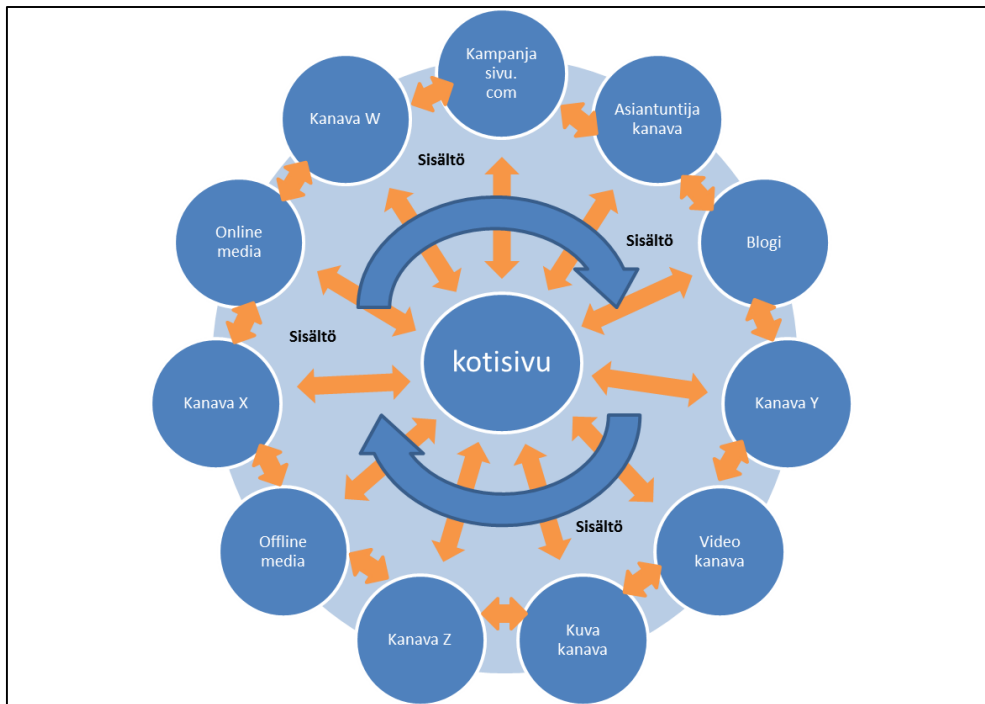 Kampanja
sivu.
com
Asiantuntija
kanava
Blogi
Kanava Y
Video
kanava
Kuva
kanava
Kanava Z
Offline
media
Kanava X
Online
media
Kanava W
Sisältö
Sisältö
Sisältö
Sisältö
kotisivu